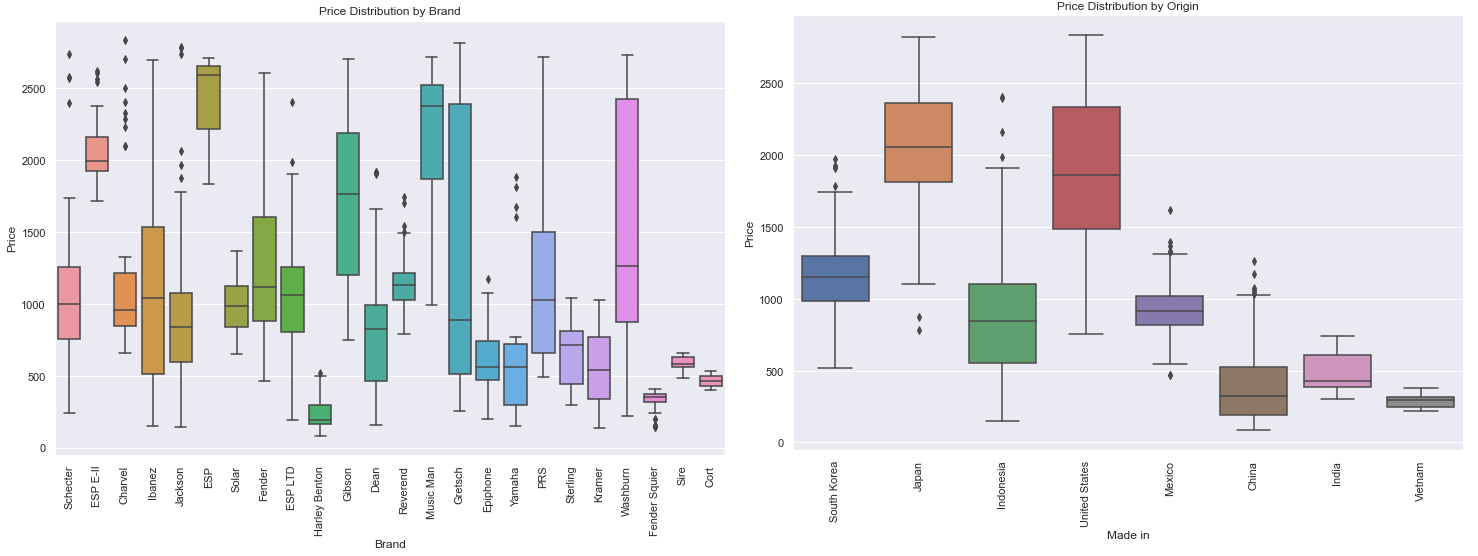 Price Distribution by Brand
Price
2500
2000
1500
1000
500
0
Schecter
ESP E-II
Charvel
Ibanez
Jackson
ESP
Solar
Fender
ESP LTD
Harley Benton
Gibson
Dean
Reverend
Music Man
Gretsch
Epiphone
Yamaha
PRS
Sterling
Kramer
Washburn
Fender Squier
Sire
Cort
Brand
Price Distribution by Origin
Price
2500
2000
1500
1000
500
0
South Korea
Japan
Indonesia
United States
Mexico
China
India
Vietnam
Made in